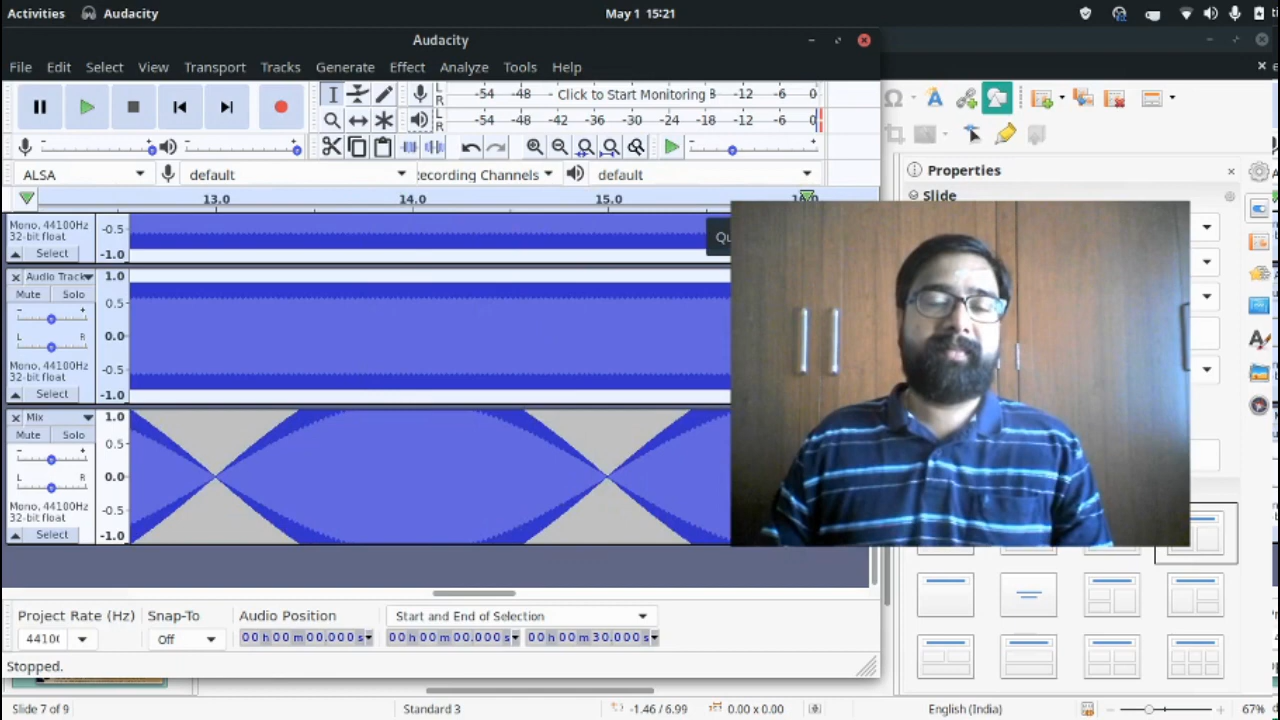 Activities Audacity May 1 15:21
Audacity
File Edit Select View Transport Tracks Generate Effect Analyze Tools Help
L -54 -48 - Click to Start Monitoring -12 -6 0
R -54 -48 -42 -36 -30 -24 -18 -12 -6 0
ALSA default ecording Channels default
Properties
Slide
13.0 14.0 15.0
Mono, 44100Hz
32-bit float
Select
-0.5
-1.0
Audio Track
Mute Solo
- +
L R
Mono, 44100Hz
32-bit float
Select
1.0
0.5
0.0
-0.5
-1.0
Mix
Mute Solo
- +
L R
Mono, 44100Hz
32-bit float
Select
1.0
0.5
0.0
-0.5
-1.0
Project Rate (Hz) Snap-To Audio Position Start and End of Selection
Off 00 h 00 m 00.000 s 00 h 00 m 00.000 s 00 h 00 m 30.000 s
Stopped.
Slide 7 of 9 Standard 3 -1.46 / 6.99 0.00 x 0.00 English (India) 67%